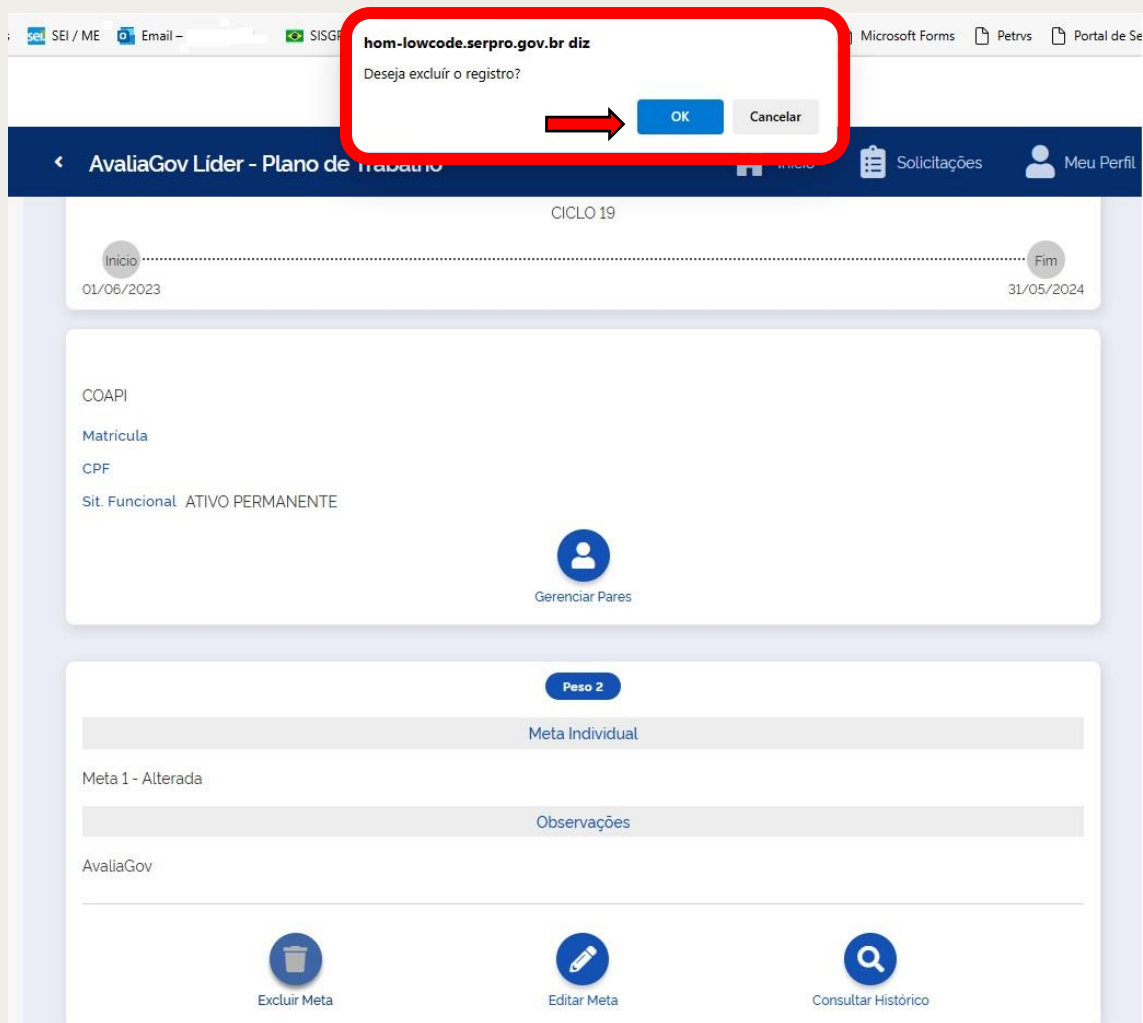 sei. SEI / ME Email – SISGP Microsoft Forms Petrvs Portal de Se
hom-lowcode.serpro.gov.br diz
Deseja excluír o registro?
OK Cancelar
AvaliaGov Líder - Plano de Trabalho Início Solicitações Meu Perfil
CICLO 19
Início Fim
01/06/2023 31/05/2024
COAPI
Matrícula
CPF
Sit. Funcional ATIVO PERMANENTE
Gerenciar Pares
Peso 2
Meta Individual
Meta 1 - Alterada
Observações
AvaliaGov
Excluir Meta Editar Meta Consultar Histórico